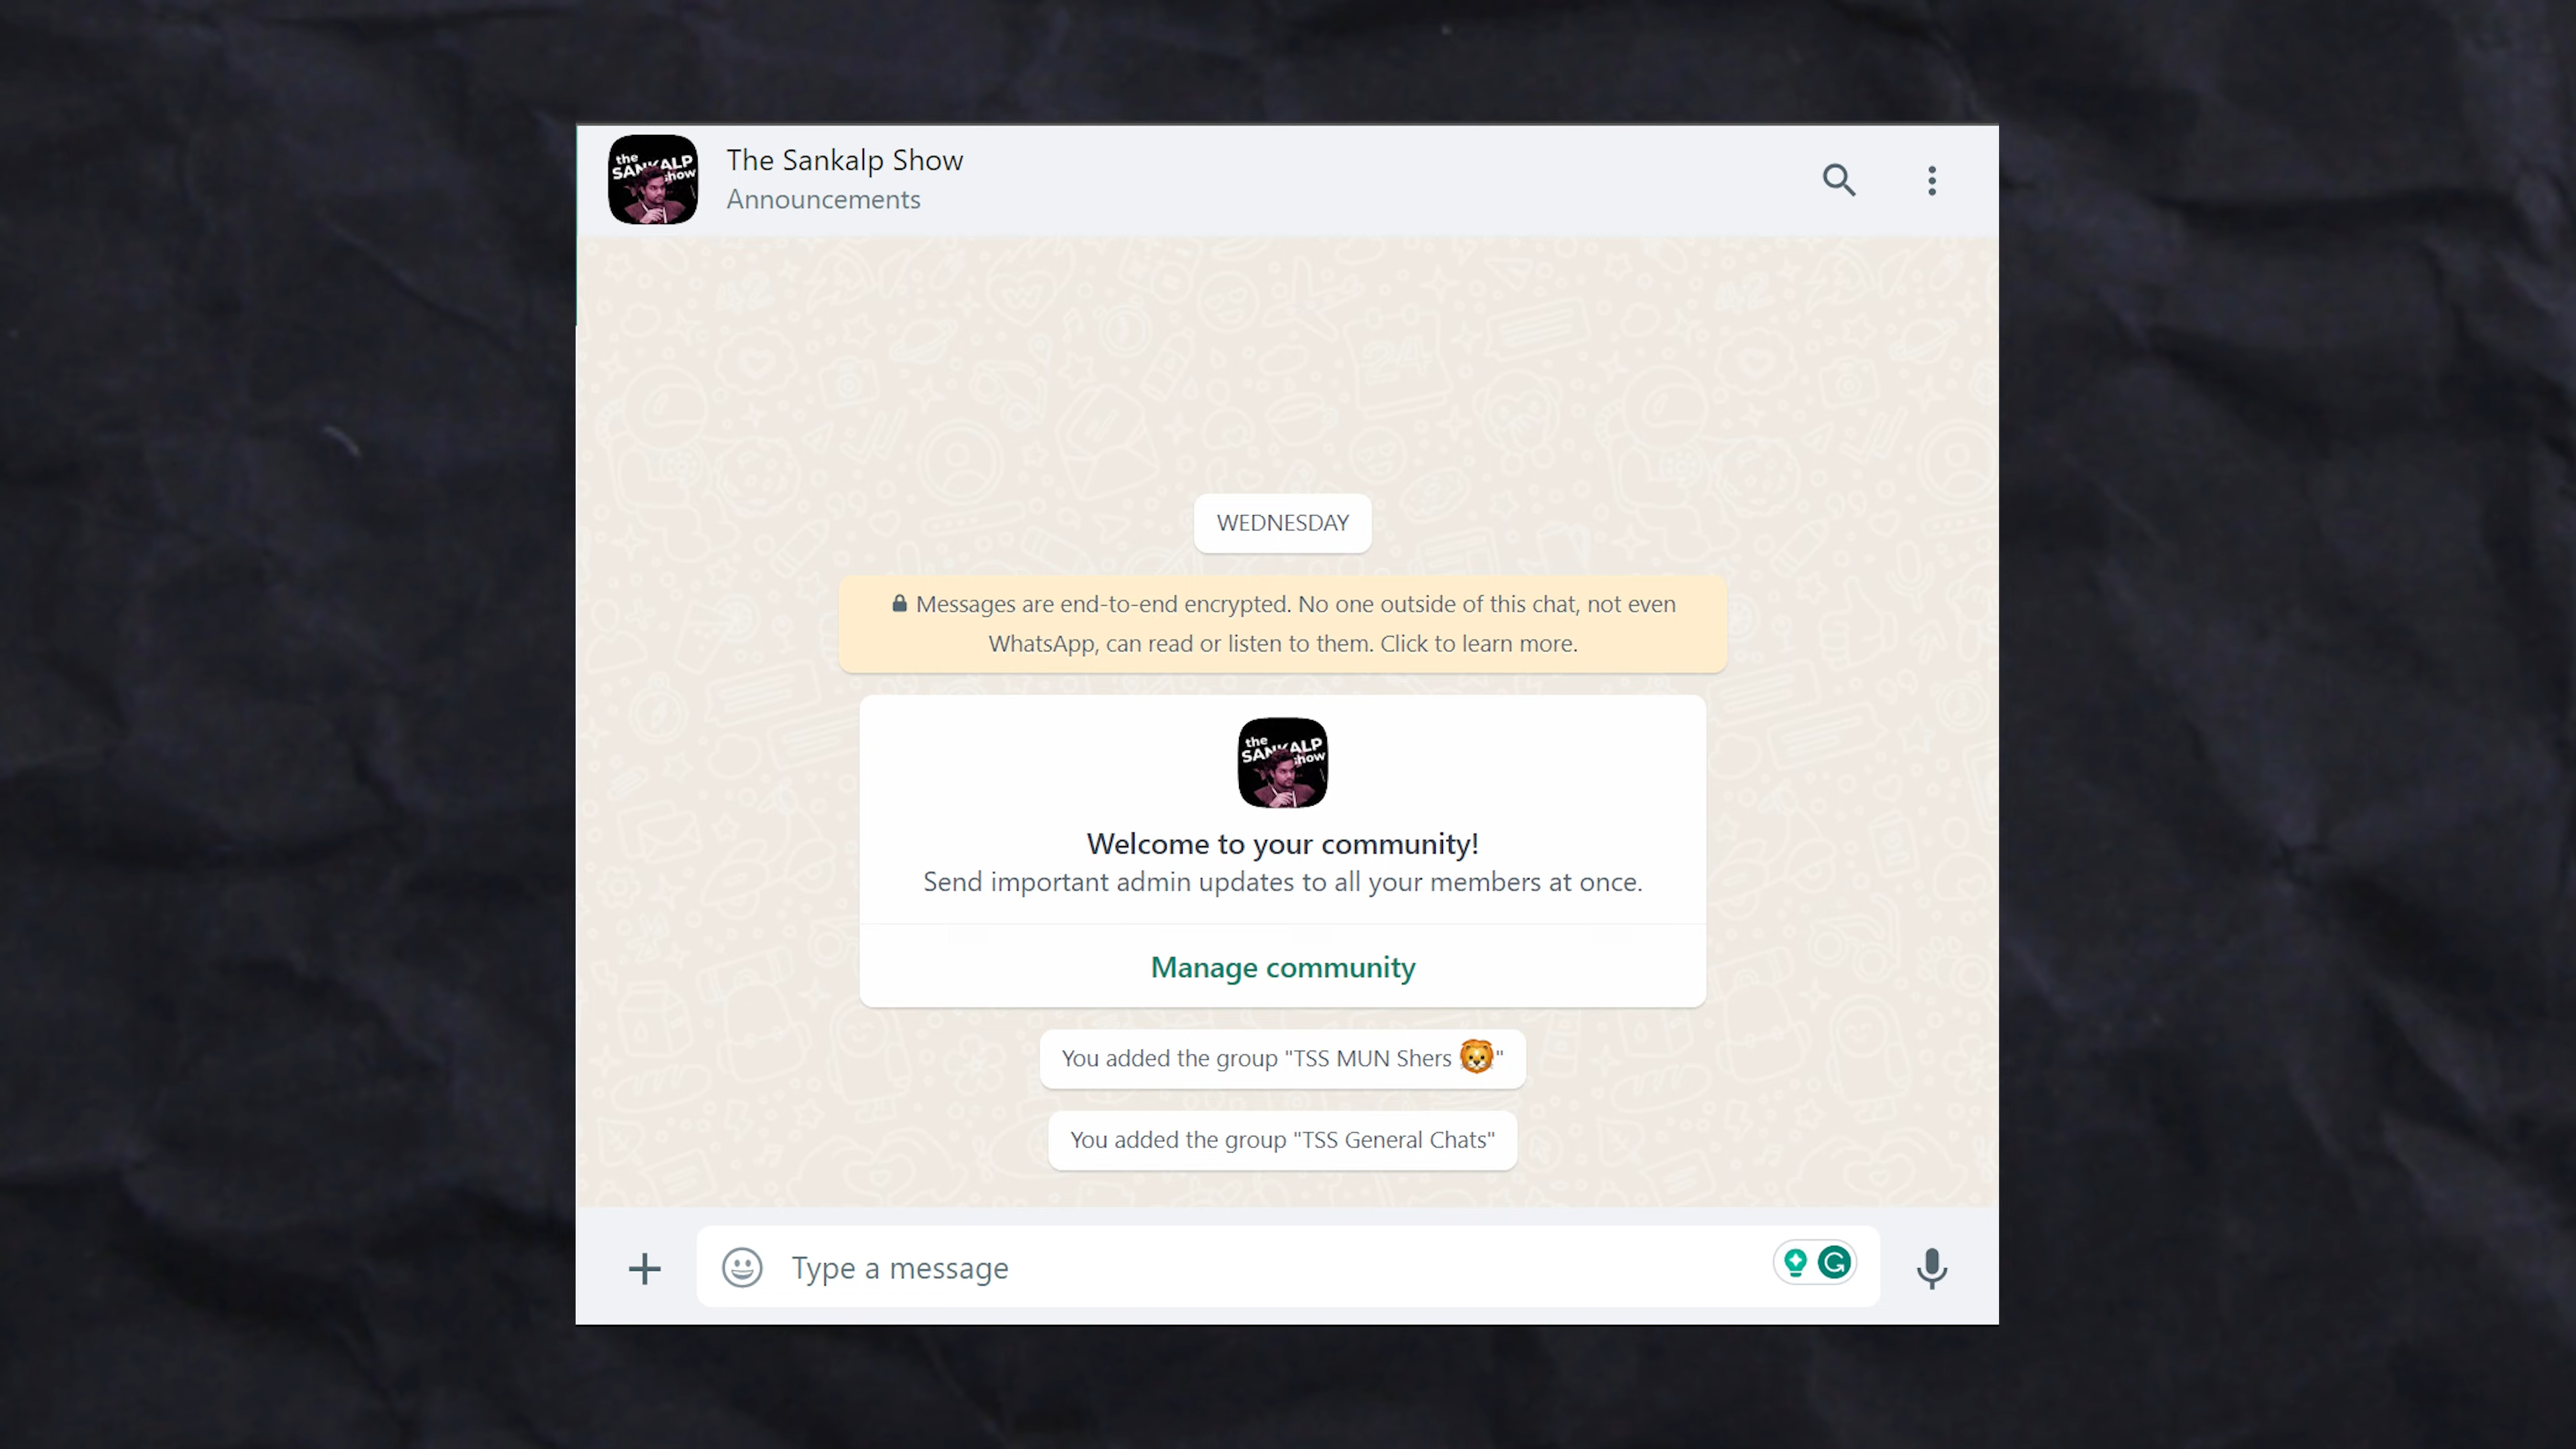 the
SANKALP
show
The Sankalp Show
Announcements
WEDNESDAY
Messages are end-to-end encrypted. No one outside of this chat, not even
WhatsApp, can read or listen to them. Click to learn more.
the
SANKALP
show
Welcome to your community!
Send important admin updates to all your members at once.
Manage community
You added the group "TSS MUN Shers 🦁"
You added the group "TSS General Chats"
Type a message